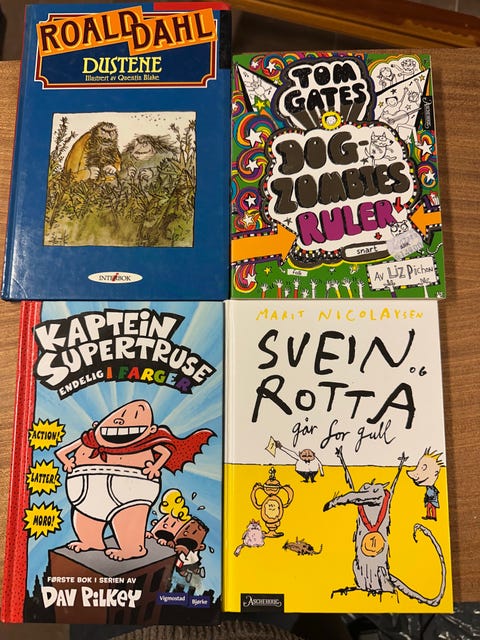 ROALD DAHL
DUSTENE
Illustrert av Quentin Blake
INTERBOK
TOM
GATES
DOG-
ZOMBIES
RULER
snart
Av Liz Pichon
KAPTEIN
SUPERTRUSE
ENDELIG I FARGER
ACTION!
LATTER!
MORO!
FØRSTE BOK I SERIEN AV
DAV PILKEY
Vigmostad Bjørke
MARIT NICOLAYSEN
SVEIN OG
ROTTA
går for gull
ASCHEHOUG